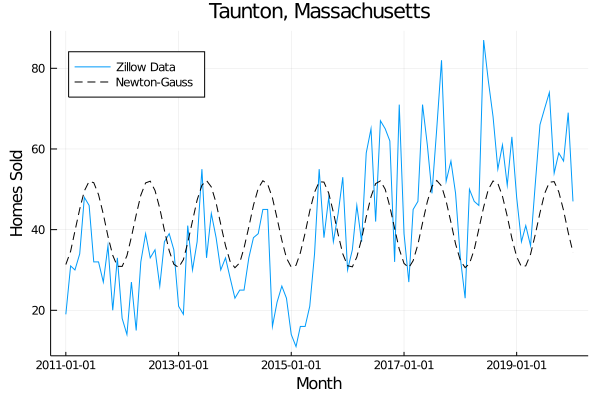 Taunton, Massachusetts
Zillow Data
Newton-Gauss
Homes Sold
80
60
40
20
2011-01-01 2013-01-01 2015-01-01 2017-01-01 2019-01-01
Month